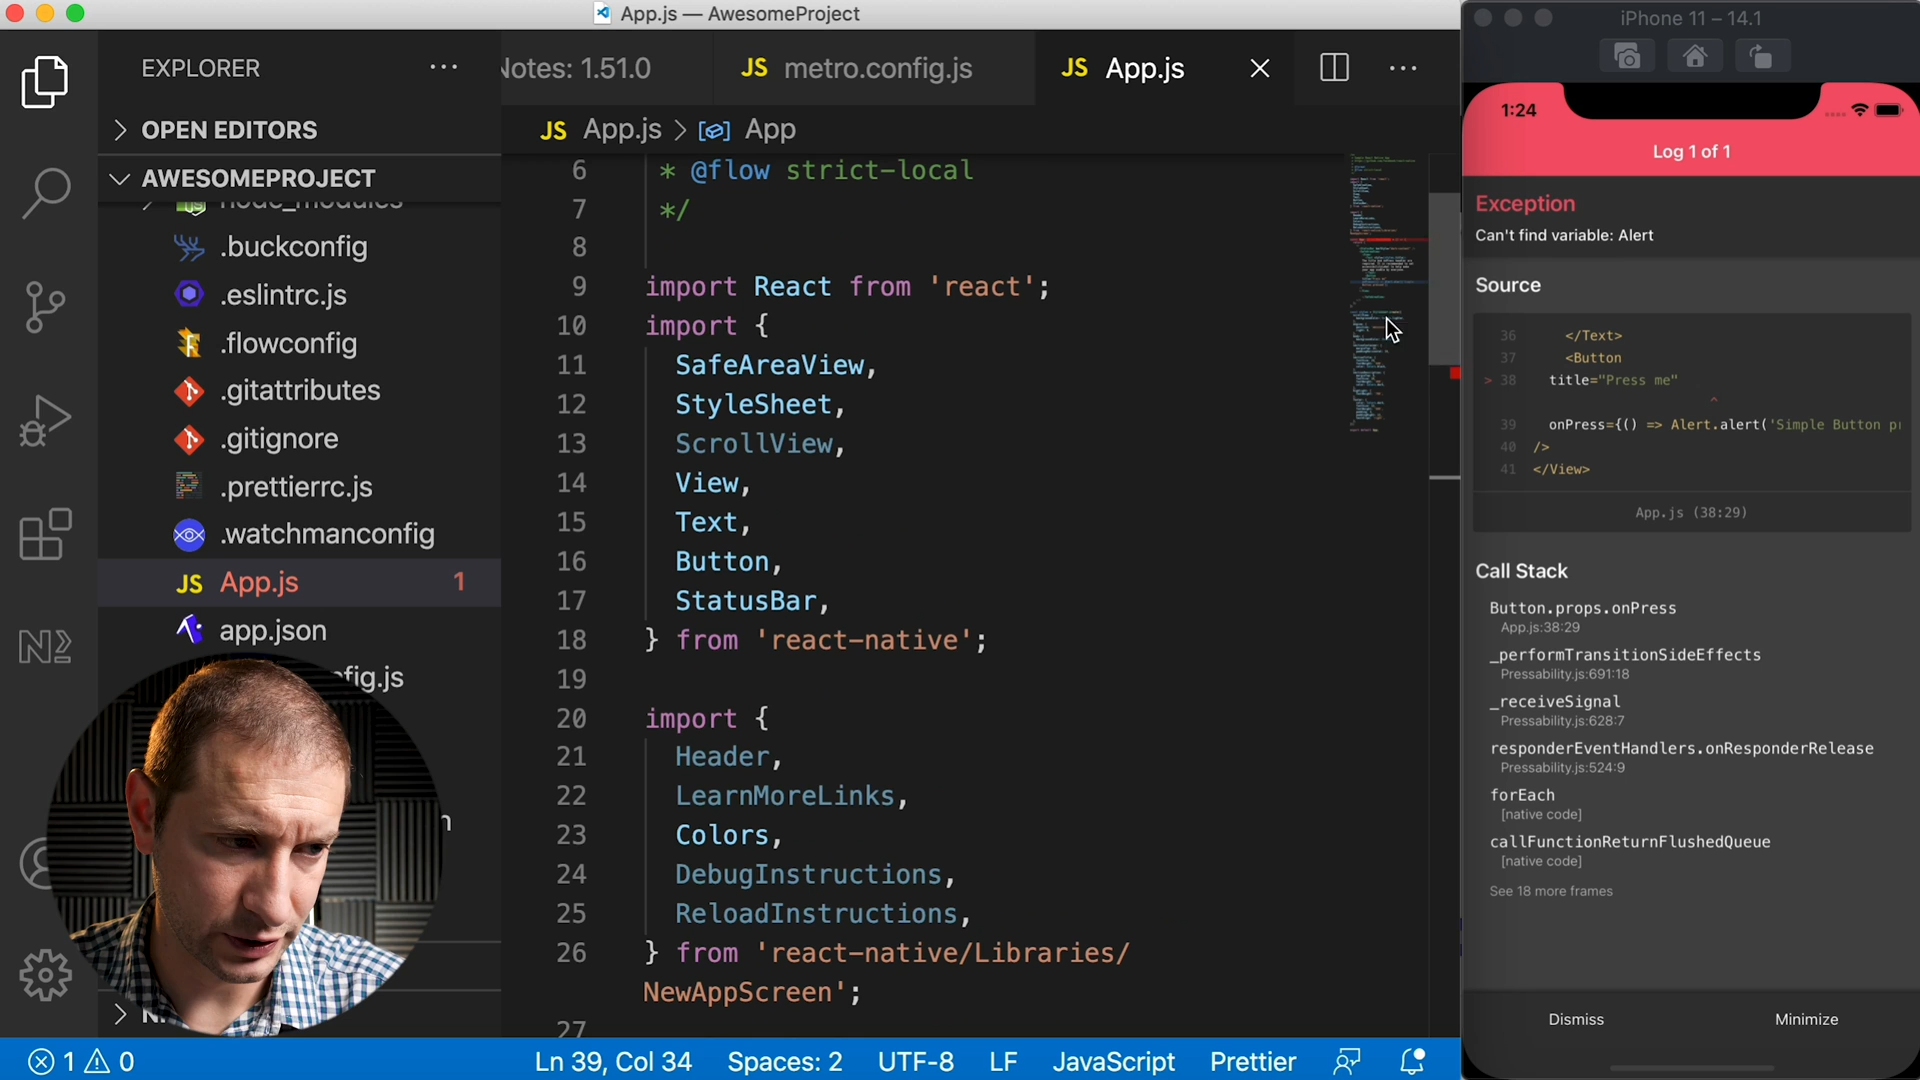 App.js — AwesomeProject
EXPLORER
OPEN EDITORS
AWESOMEPROJECT
node_modules
.buckconfig
.eslintrc.js
.flowconfig
.gitattributes
.gitignore
.prettierrc.js
.watchmanconfig
JS App.js 1
app.json
fig.js
Notes: 1.51.0
JS metro.config.js
JS App.js
JS App.js > App
6 * @flow strict-local
7 */
8
9 import React from 'react';
10 import {
11 SafeAreaView,
12 StyleSheet,
13 ScrollView,
14 View,
15 Text,
16 Button,
17 StatusBar,
18 } from 'react-native';
19
20 import {
21 Header,
22 LearnMoreLinks,
23 Colors,
24 DebugInstructions,
25 ReloadInstructions,
26 } from 'react-native/Libraries/
NewAppScreen';
27
1 0
Ln 39, Col 34
Spaces: 2
UTF-8
LF
JavaScript
Prettier
iPhone 11 – 14.1
1:24
Log 1 of 1
Exception
Can't find variable: Alert
Source
36 </Text>
37 <Button
> 38 title="Press me"
^
39 onPress={() => Alert.alert('Simple Button pr
40 />
41 </View>
App.js (38:29)
Call Stack
Button.props.onPress
App.js:38:29
_performTransitionSideEffects
Pressability.js:691:18
_receiveSignal
Pressability.js:628:7
responderEventHandlers.onResponderRelease
Pressability.js:524:9
forEach
[native code]
callFunctionReturnFlushedQueue
[native code]
See 18 more frames
Dismiss
Minimize